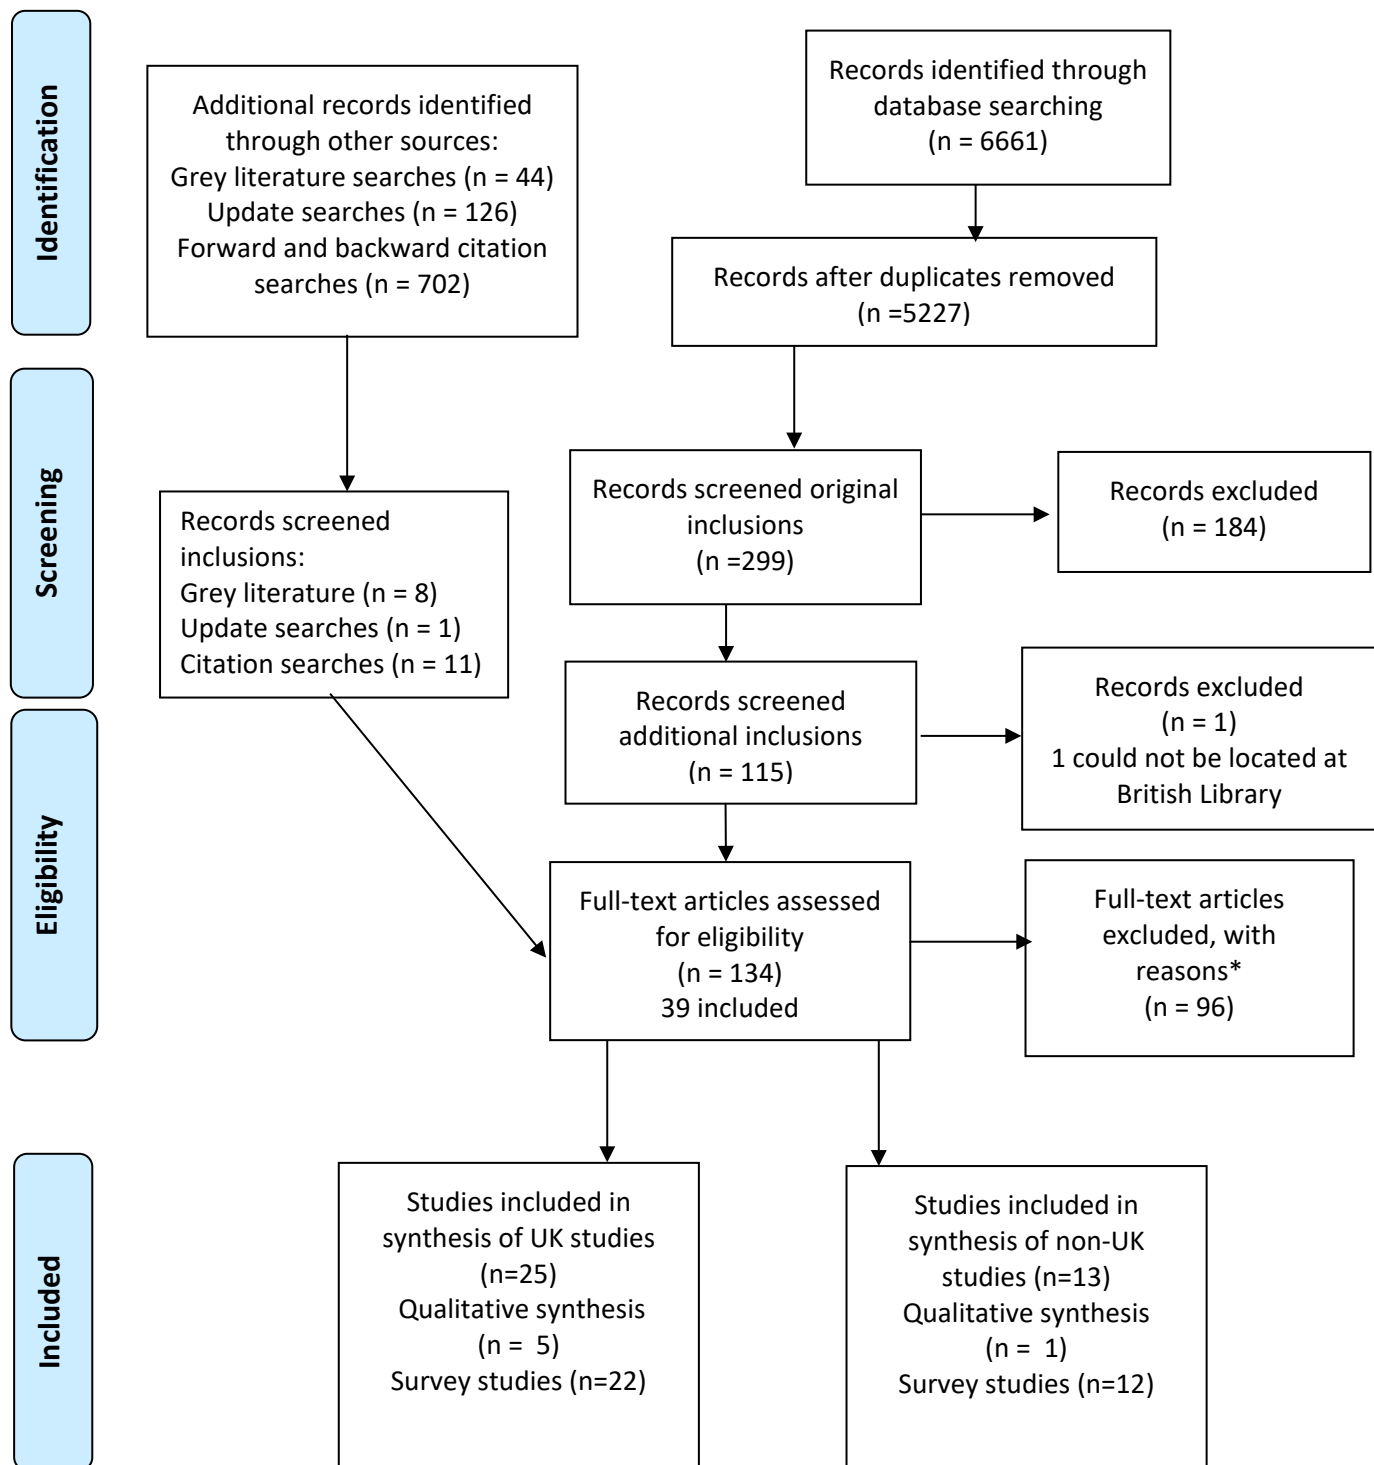 Identification
Additional records identified
through other sources:
Grey literature searches (n = 44)
Update searches (n = 126)
Forward and backward citation
searches (n = 702)
Records identified through
database searching
(n = 6661)
Records after duplicates removed
(n =5227)
Screening
Records screened
inclusions:
Grey literature (n = 8)
Update searches (n = 1)
Citation searches (n = 11)
Records screened original
inclusions
(n =299)
Records excluded
(n = 184)
Records screened
additional inclusions
(n = 115)
Records excluded
(n = 1)
1 could not be located at
British Library
Eligibility
Full-text articles assessed
for eligibility
(n = 134)
39 included
Full-text articles
excluded, with
reasons*
(n = 96)
Included
Studies included in
synthesis of UK studies
(n=25)
Qualitative synthesis
(n =  5)
Survey studies (n=22)
Studies included in
synthesis of non-UK
studies (n=13)
Qualitative synthesis
(n =  1)
Survey studies (n=12)